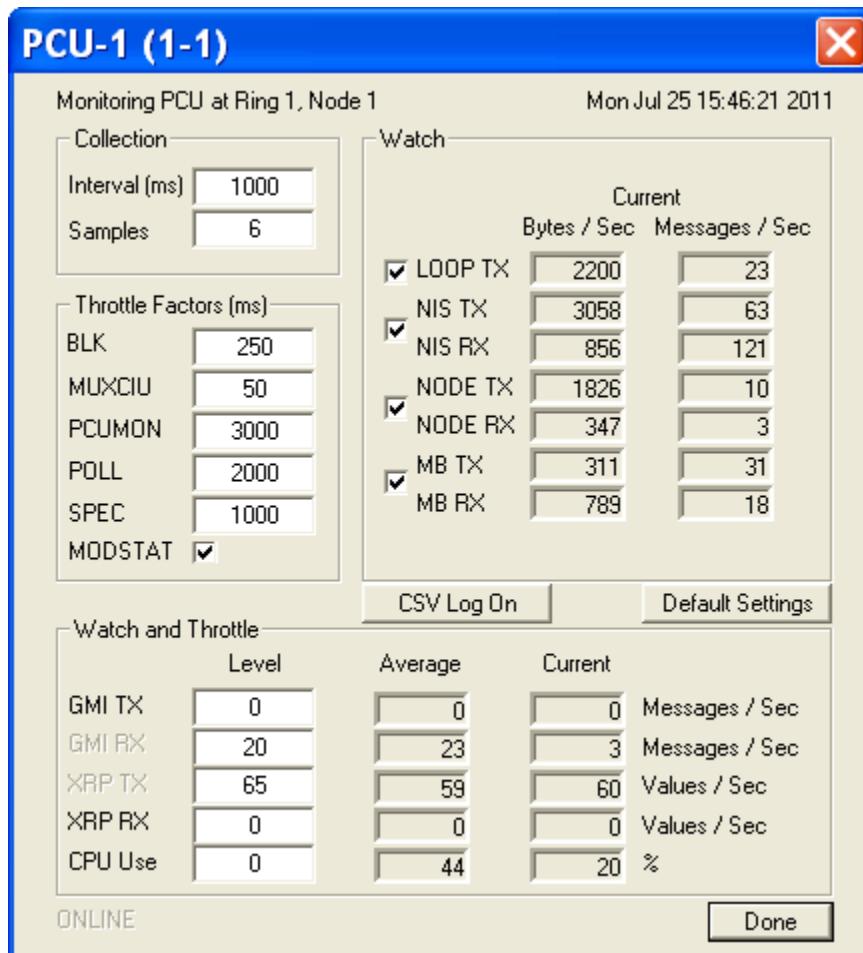 PCU-1 (1-1)
Monitoring PCU at Ring 1, Node 1 Mon Jul 25 15:46:21 2011
Collection
Interval (ms) 1000
Samples 6
Throttle Factors (ms)
BLK 250
MUXCIU 50
PCUMON 3000
POLL 2000
SPEC 1000
MODSTAT
Watch
Current
Bytes / Sec Messages / Sec
LOOP TX 2200 23
NIS TX 3058 63
NIS RX 856 121
NODE TX 1826 10
NODE RX 347 3
MB TX 311 31
MB RX 789 18
CSV Log On Default Settings
Watch and Throttle
Level Average Current
GMI TX 0 0 0 Messages / Sec
GMI RX 20 23 3 Messages / Sec
XRP TX 65 59 60 Values / Sec
XRP RX 0 0 0 Values / Sec
CPU Use 0 44 20 %
ONLINE Done